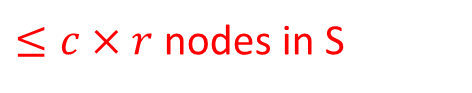 ≤ c × r nodes in S